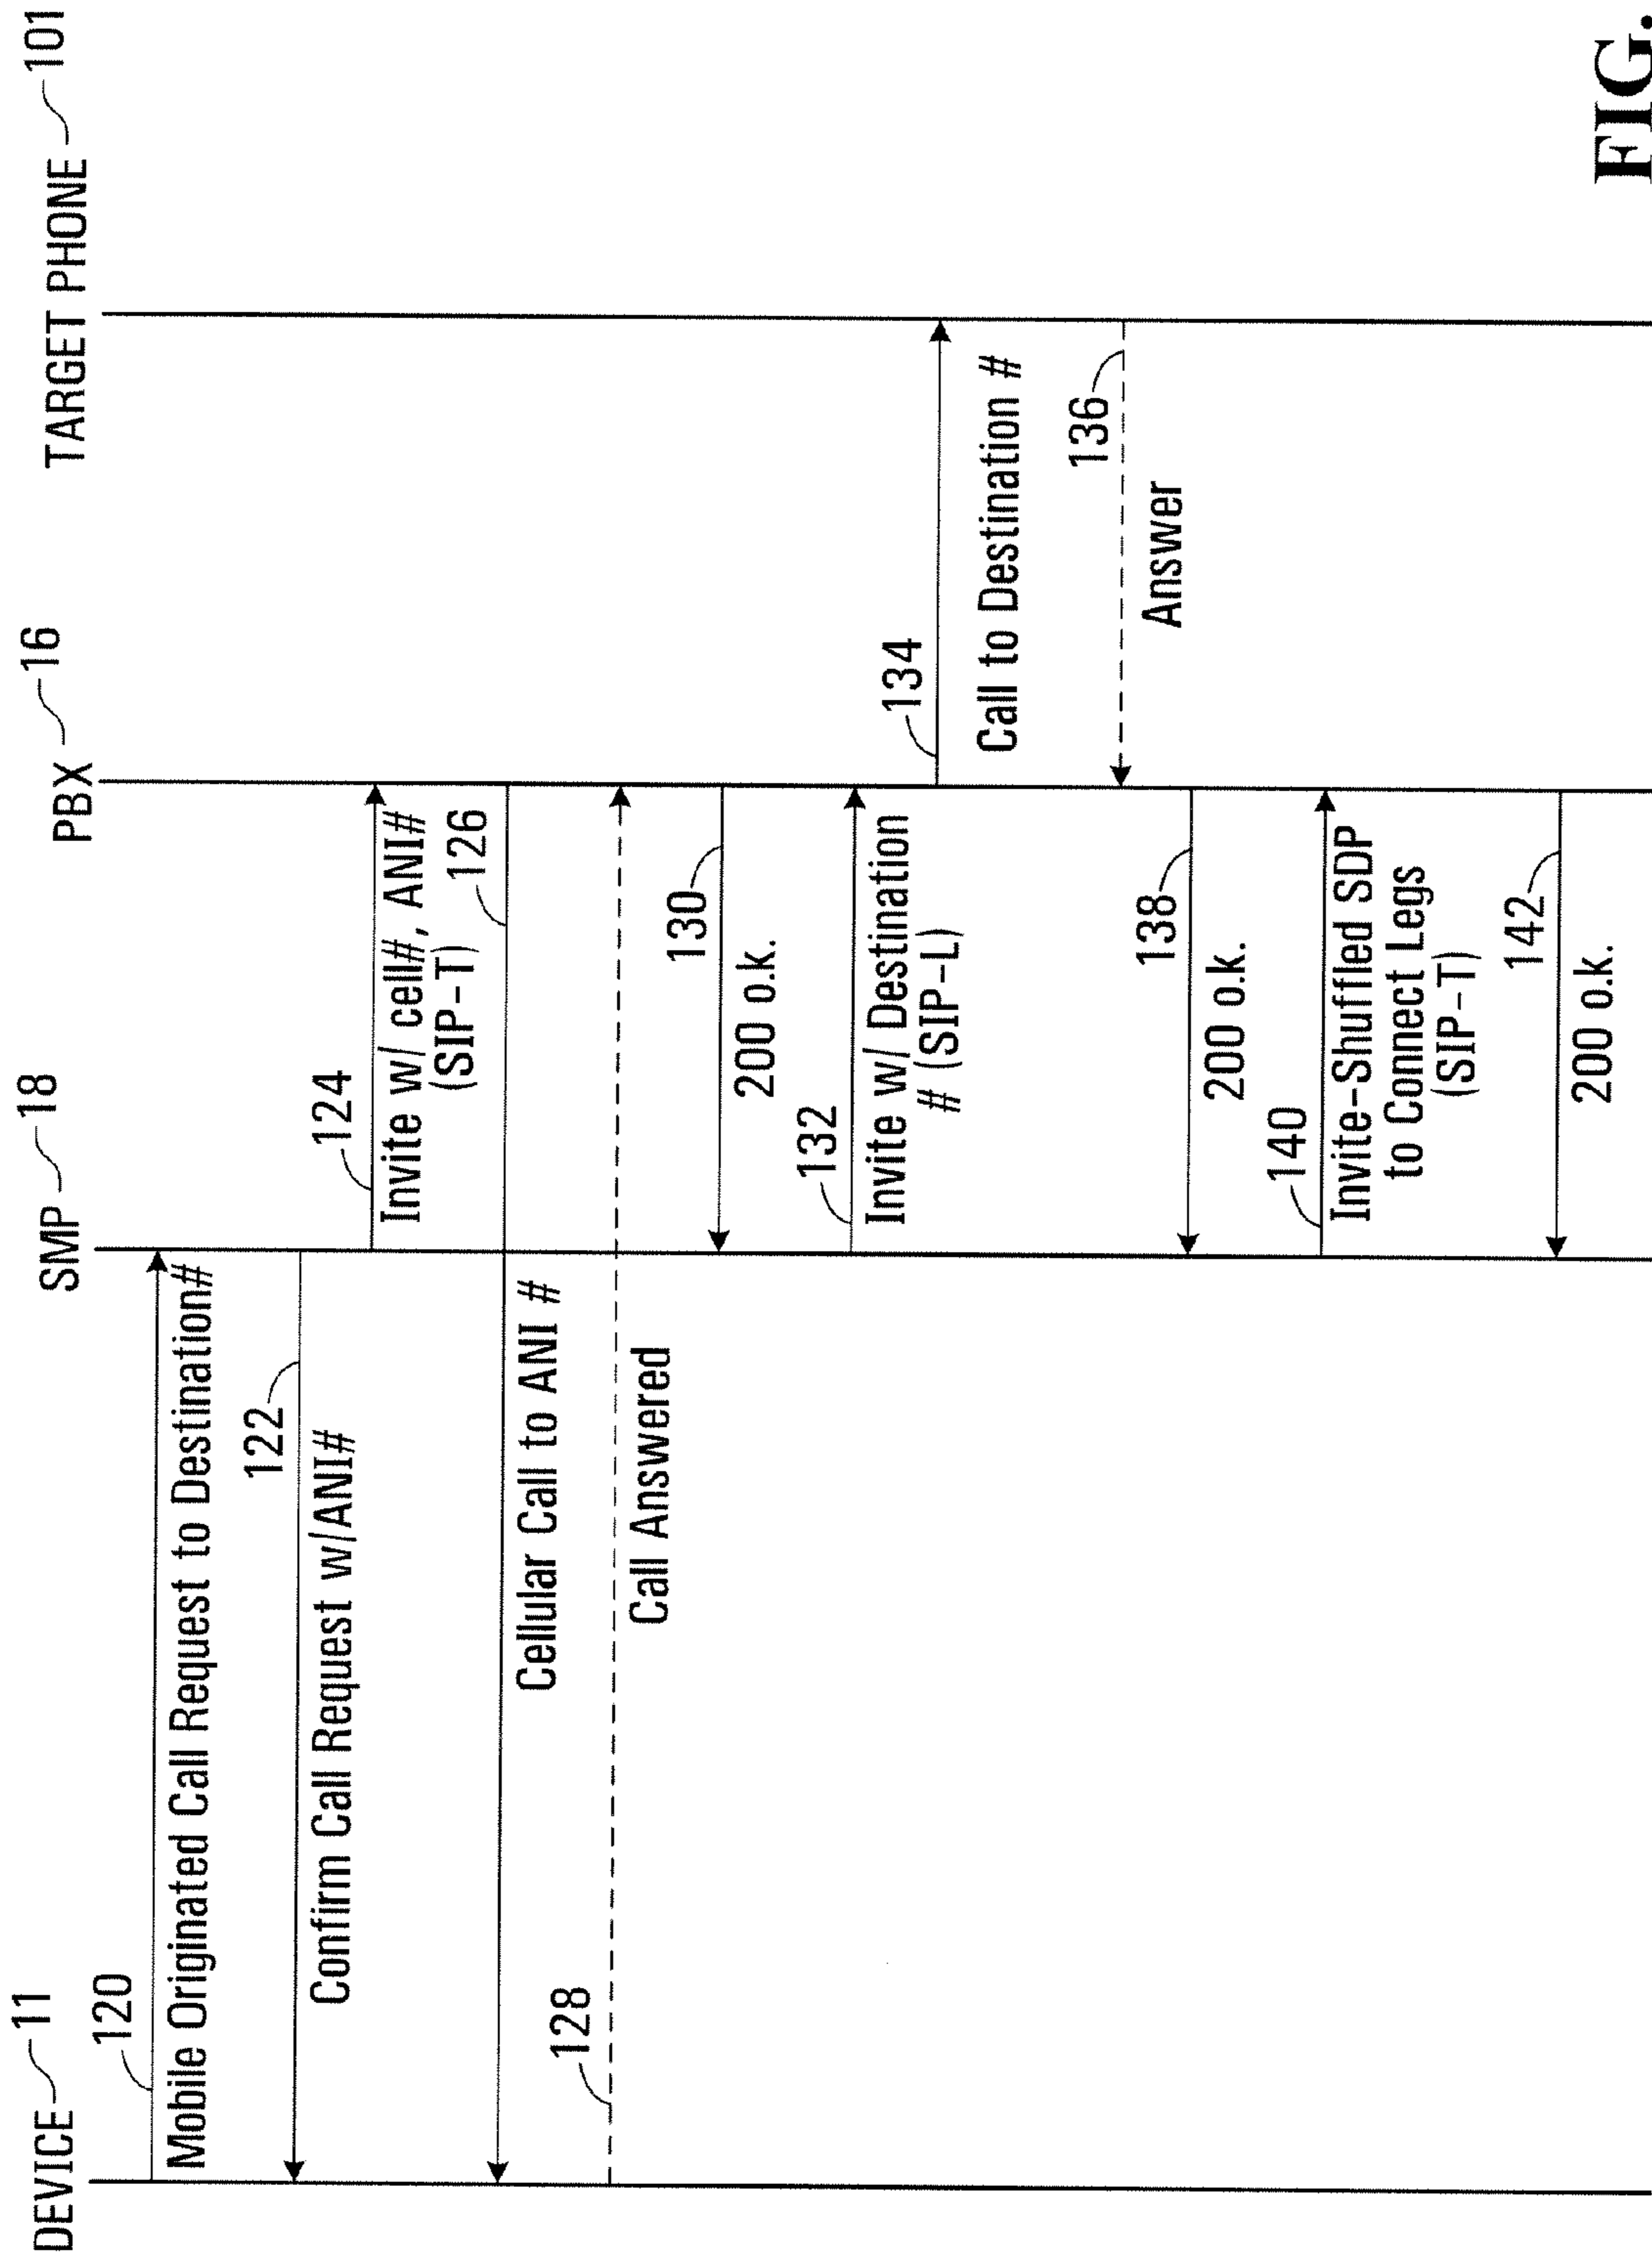 DEVICE 11
SMP 18
PBX 16
TARGET PHONE 101
120
Mobile Originated Call Request to Destination#
122
Confirm Call Request w/ANI#
124
Invite w/ cell#, ANI#
(SIP-T)
126
Cellular Call to ANI #
128
Call Answered
130
200 o.k.
132
Invite w/ Destination
# (SIP-L)
134
Call to Destination #
136
Answer
138
200 o.k.
140
Invite-Shuffled SDP
to Connect Legs
(SIP-T)
142
200 o.k.
FIG.